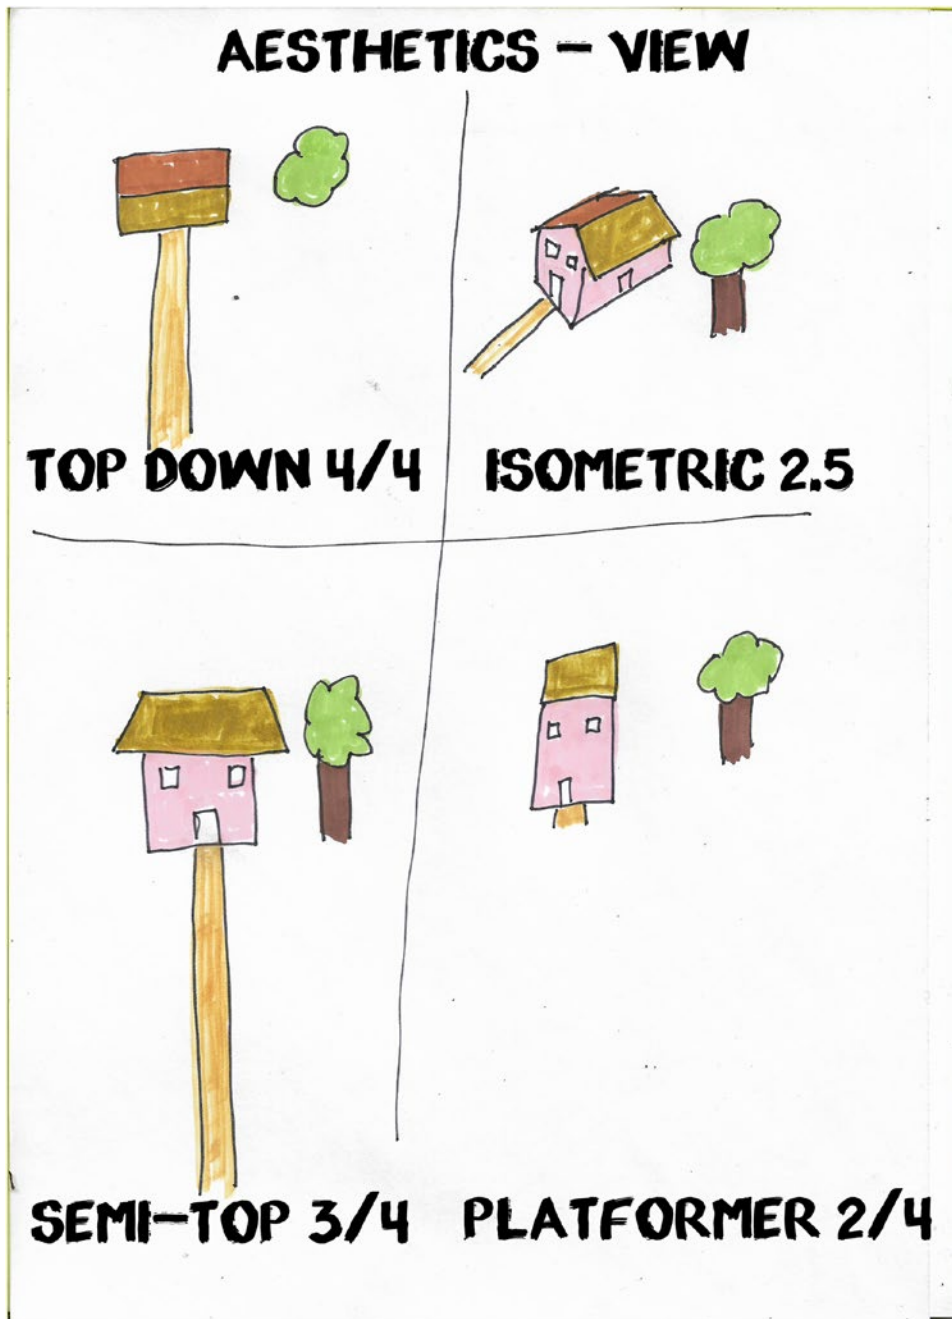 AESTHETICS - VIEW
TOP DOWN 4/4
ISOMETRIC 2.5
SEMI-TOP 3/4
PLATFORMER 2/4